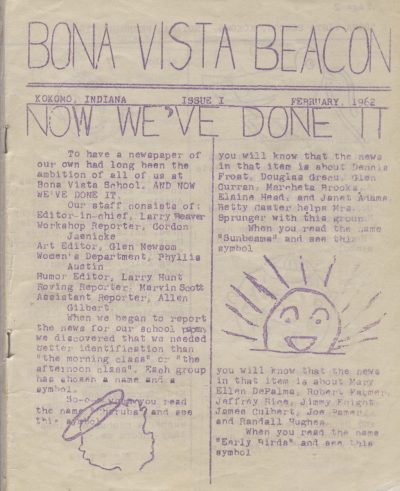 BONA VISTA BEACON
KOKOMO, INDIANA ISSUE I FEBRUARY, 1962
NOW WE'VE DONE IT
To have a newspaper of
our own had long been the
ambition of all of us at
Bona Vista School. AND NOW
WE'VE DONE IT.
Our staff consists of:
Editor-in-chief, Larry Weaver
Workshop Reporter, Gordon
Jaenicke
Art Editor, Glen Newsom
Women's Department, Phyllis
Austin
Humor Editor, Larry Hunt
Roving Reporter, Marvin Scott
Assistant Reporter, Allen
Gilbert.
When we began to report
the news for our school
we discovered that we needed
better identification than
"the morning class". or "the
afternoon class". Each group
has chosen a name and a
symbol.
So-o-o when you read
the name "Cherubs" and see
this symbol
you will know that the news
in that item is about Dennis
Frost, Douglas Green, Glen
Curran, Marcheta Brooks,
Elaine Head, and Janet Adams.
Betty Master helps Mrs.
Sprunger with this group.
When you read the name
"Sunbeams" and see this
symbol
you will know that the news
in that item is about Mary
Ellen DePalma, Robert
Jeffrey Rice, Jimmy Knight,
James Culbert, Joe
and Randall Hughes.
When you read the name
"Early Birds" and see this
symbol